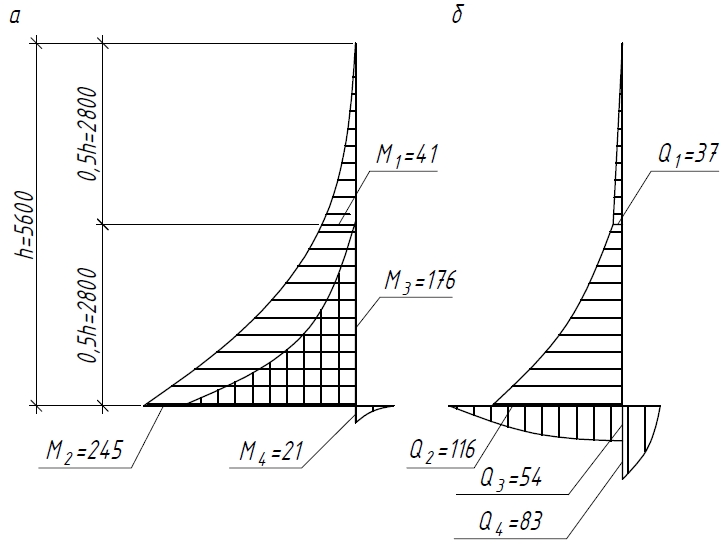 а
б
h=5600
0,5h=2800
0,5h=2800
M1=41
M3=176
M2=245
M4=21
Q1=37
Q2=116
Q3=54
Q4=83